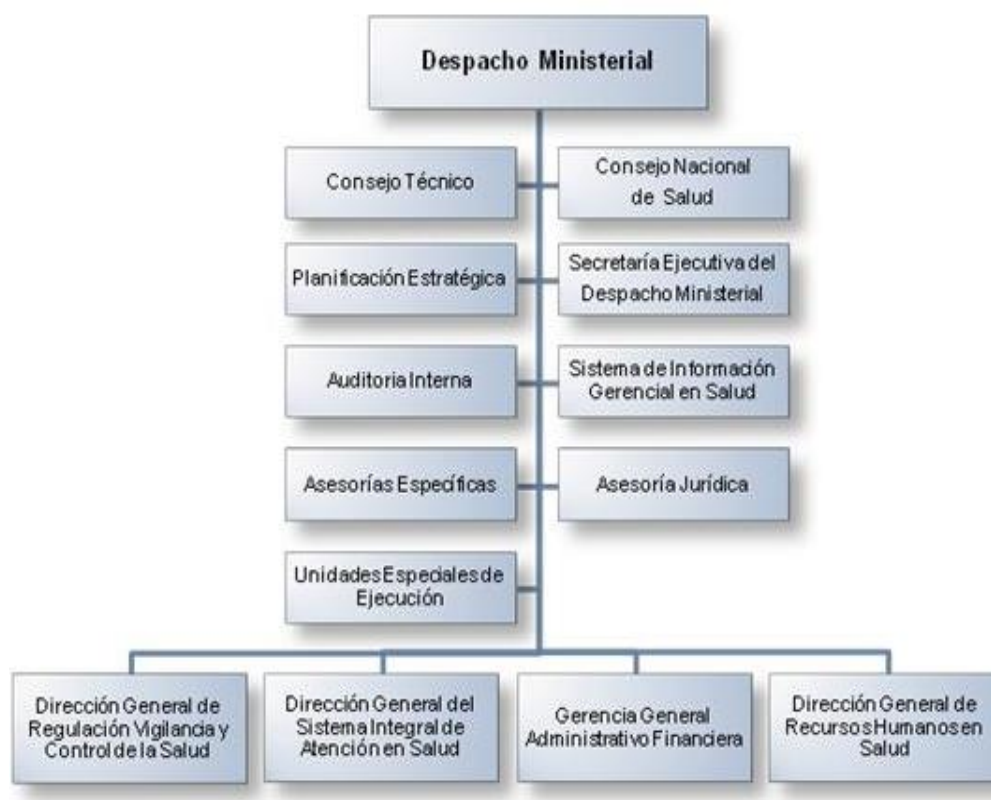 Despacho Ministerial
Consejo Técnico
Consejo Nacional
de Salud
Planificación Estratégica
Secretaría Ejecutiva del
Despacho Ministerial
Auditoria Interna
Sistema de Información
Gerencial en Salud
Asesorías Específicas
Asesoría Jurídica
Unidades Especiales de
Ejecución
Dirección General de
Regulación Vigilancia y
Control de la Salud
Dirección General del
Sistema Integral de
Atención en Salud
Gerencia General
Administrativo Financiera
Dirección General de
Recursos Humanos en
Salud